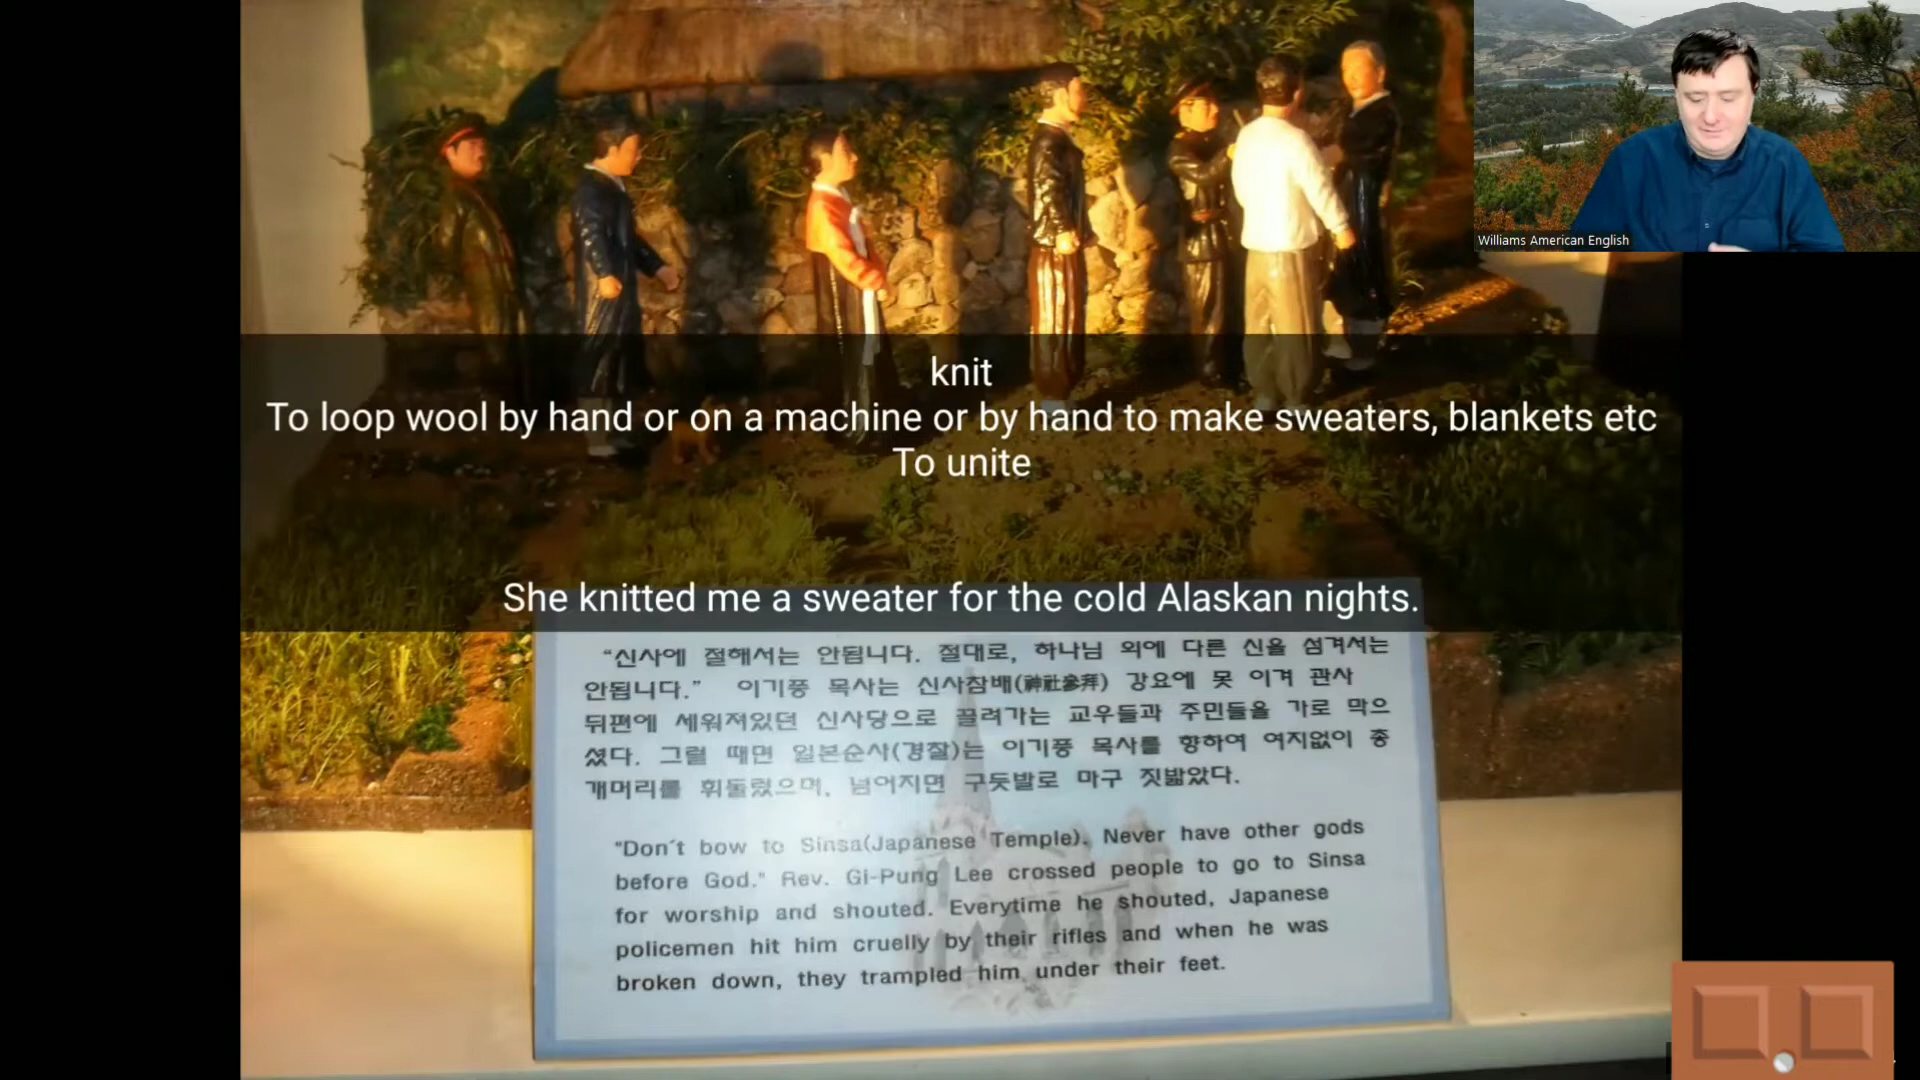 Williams American English
knit
To loop wool by hand or on a machine or by hand to make sweaters, blankets etc
To unite
She knitted me a sweater for the cold Alaskan nights.
“신사에 절해서는 안됩니다. 절대로, 하나님 외에 다른 신을 섬겨서는
안됩니다.” 이기풍 목사는 신사참배(神社參拜) 강요에 못 이겨 관사
뒤편에 세워져있던 신사당으로 끌려가는 교우들과 주민들을 가로 막으
셨다. 그럴 때면 일본순사(경찰)는 이기풍 목사를 향하여 여지없이 총
개머리를 휘둘렀으며, 넘어지면 구둣발로 마구 짓밟았다.
"Don´t bow to Sinsa(Japanese Temple). Never have other gods
before God." Rev. Gi-Pung Lee crossed people to go to Sinsa
for worship and shouted. Everytime he shouted, Japanese
policemen hit him cruelly by their rifles and when he was
broken down, they trampled him under their feet.